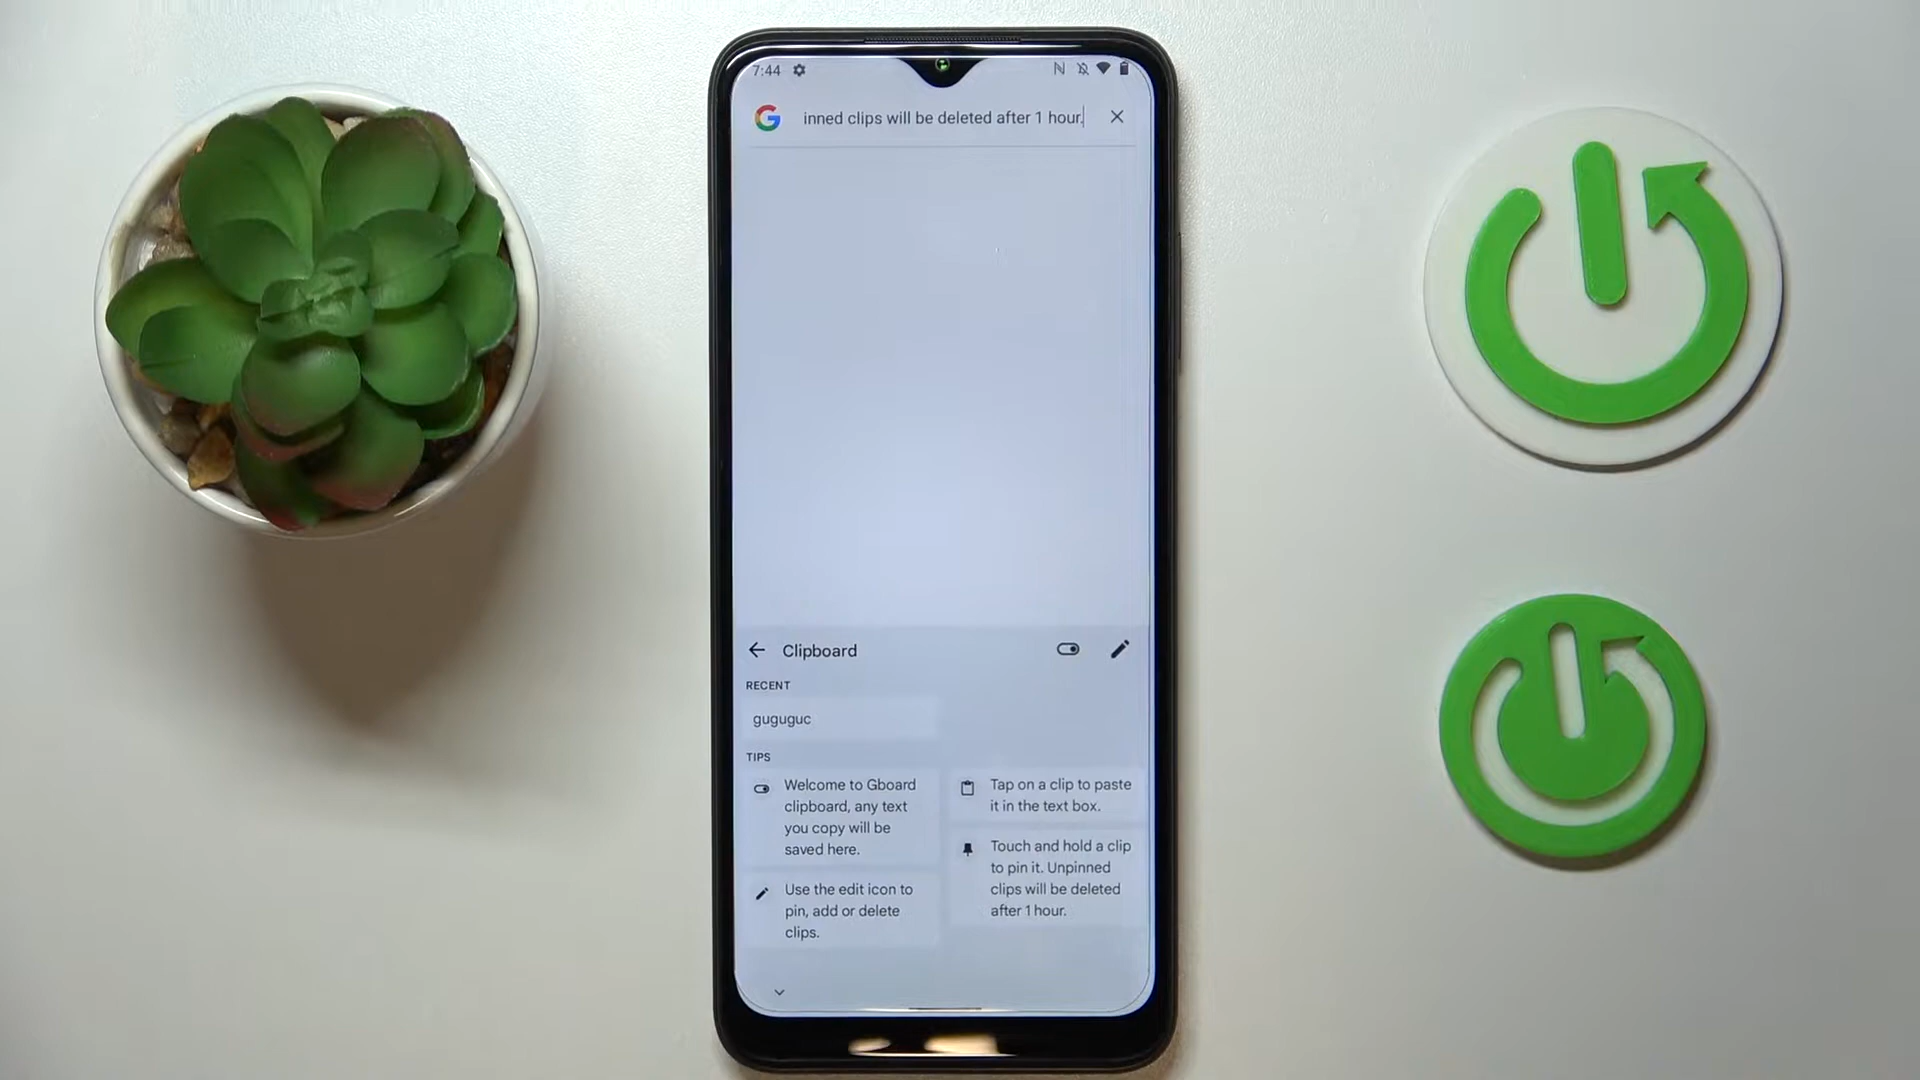 7:44
G inned clips will be deleted after 1 hour.
Clipboard
RECENT
guguguc
TIPS
Welcome to Gboard
clipboard, any text
you copy will be
saved here.
Use the edit icon to
pin, add or delete
clips.
Tap on a clip to paste
it in the text box.
Touch and hold a clip
to pin it. Unpinned
clips will be deleted
after 1 hour.